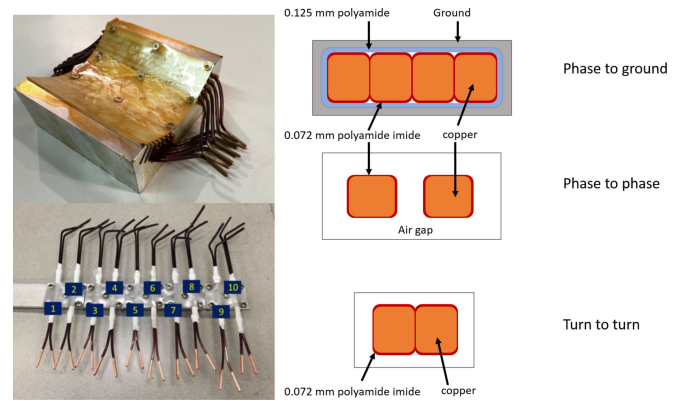 0.125 mm polyamide
Ground
Phase to ground
0.072 mm polyamide imide
copper
Phase to phase
Air gap
2
4
6
8
10
1
3
5
7
9
Turn to turn
0.072 mm polyamide imide
copper